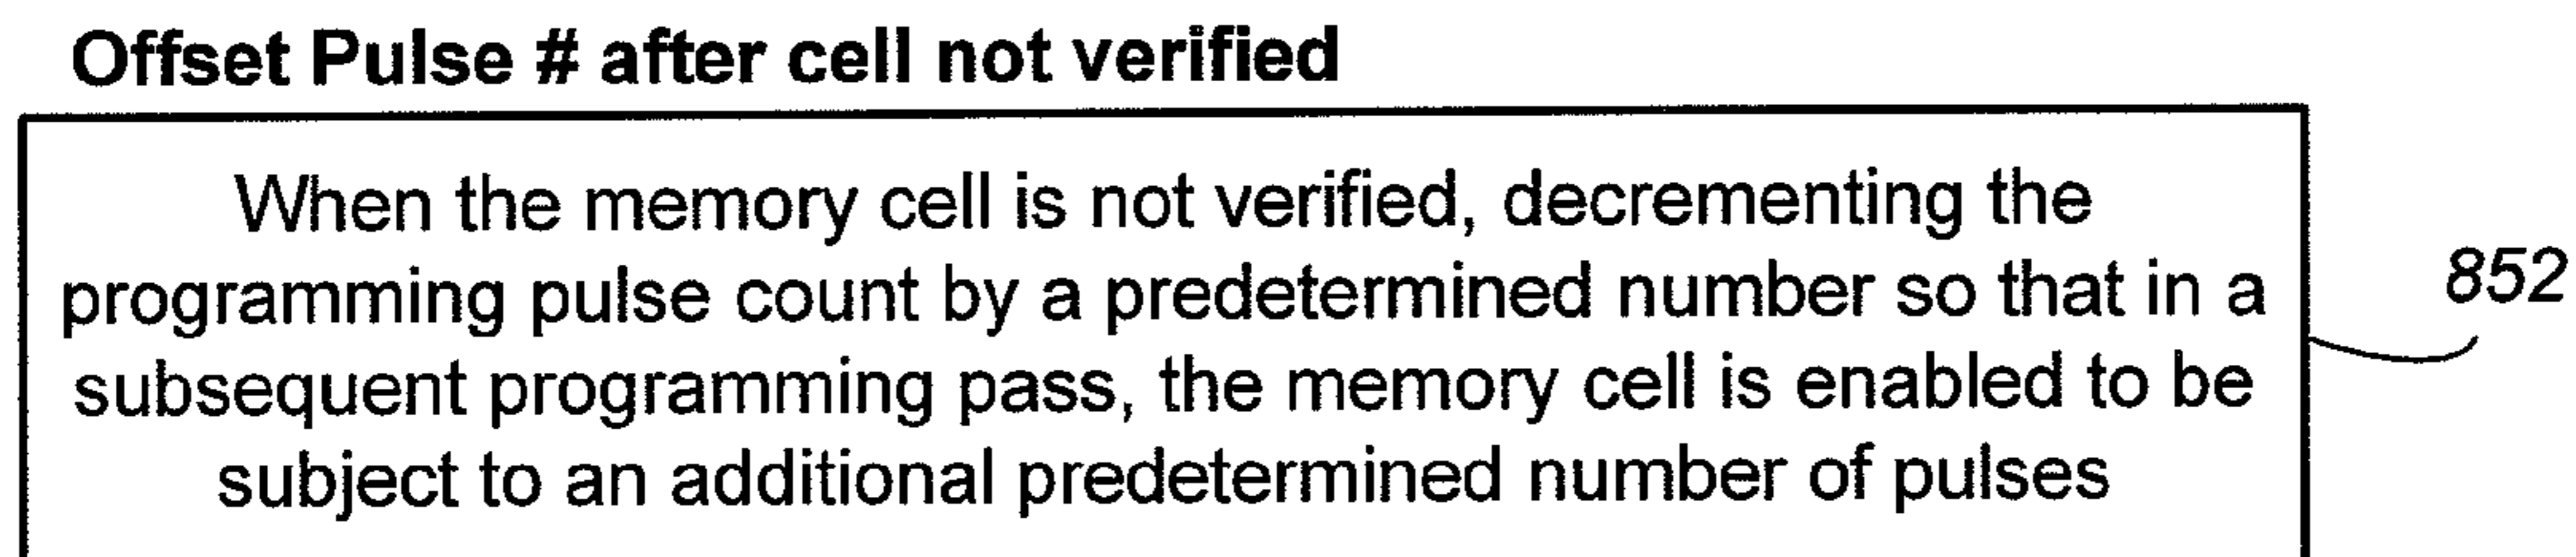 Offset Pulse # after cell not verified
When the memory cell is not verified, decrementing the
programming pulse count by a predetermined number so that in a
subsequent programming pass, the memory cell is enabled to be
subject to an additional predetermined number of pulses
852